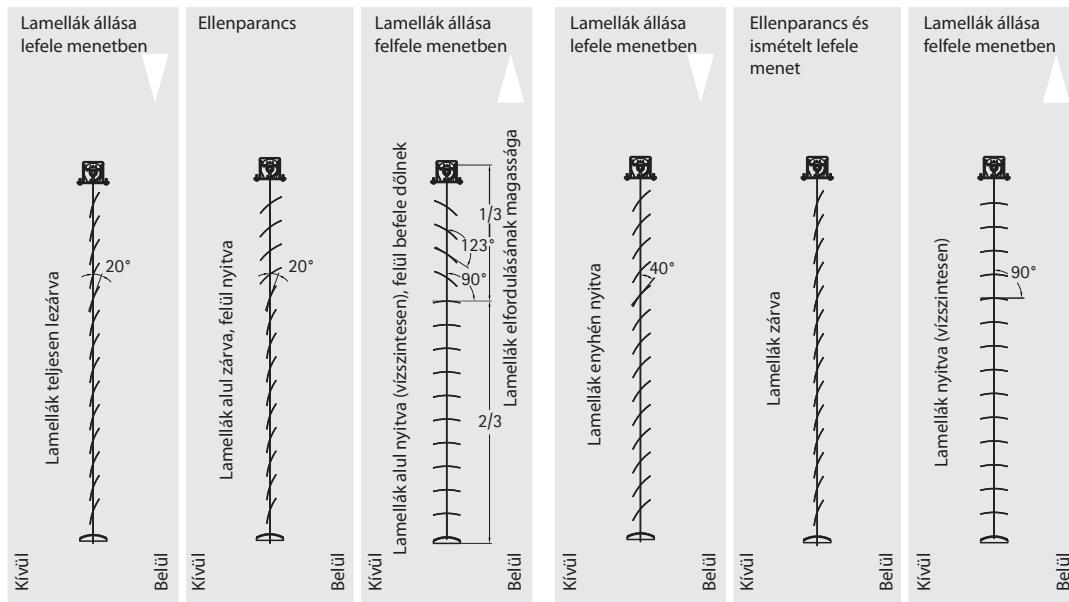 Lamellák állása
lefele menetben
20°
Lamellák teljesen lezárva
Kívül
Belül
Ellenparancs
20°
Lamellák alul zárva, felül nyitva
Kívül
Belül
Lamellák állása
felfele menetben
1/3
123°
90°
2/3
Lamellák alul nyitva (vízszintesen), felül befele dőlnek
Lamellák elfordulásának magassága
Kívül
Belül
Lamellák állása
lefele menetben
40°
Lamellák enyhén nyitva
Kívül
Belül
Ellenparancs és
ismételt lefele
menet
Lamellák zárva
Kívül
Belül
Lamellák állása
felfele menetben
90°
Lamellák nyitva (vízszintesen)
Kívül
Belül